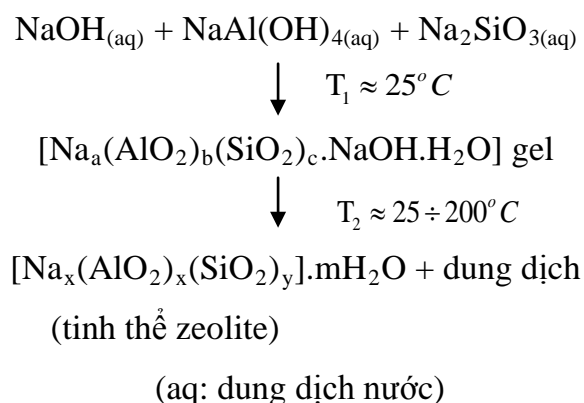 NaOH(aq) + NaAl(OH)4(aq) + Na2SiO3(aq)
T1 ≈ 25° C
[Naa(AlO2)b(SiO2)c.NaOH.H2O] gel
T2 ≈ 25 ÷ 200° C
[Nax(AlO2)x(SiO2)y].mH2O + dung dịch
(tinh thể zeolite)
(aq: dung dịch nước)